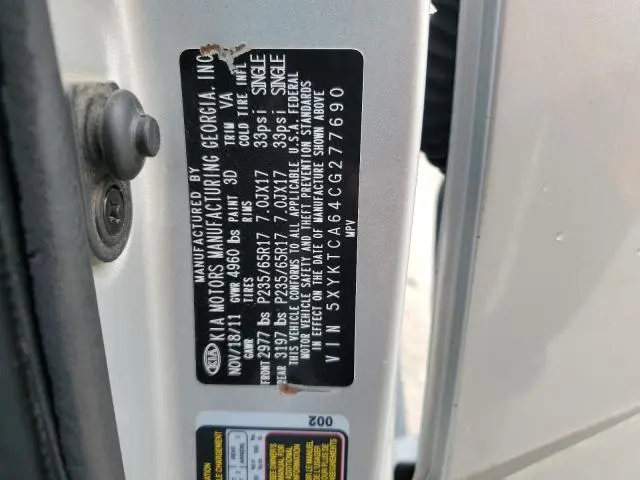 MANUFACTURED BY
KIA KIA MOTORS MANUFACTURING GEORGIA, INC
NOV/18/11 GVWR 4960 lbs PAINT 3D TRIM VA
GAWR TIRES RIMS COLD TIRE INFL
FRONT 2977 lbs P235/65R17 7.0JX17 33psi SINGLE
REAR 3197 lbs P235/65R17 7.0JX17 33psi SINGLE
THIS VEHICLE CONFORMS TO ALL APPLICABLE U.S.A. FEDERAL
MOTOR VEHICLE SAFETY AND THEFT PREVENTION STANDARDS
IN EFFECT ON THE DATE OF MANUFACTURE SHOWN ABOVE
VIN 5XYKTCA64CG277690
MPV
002